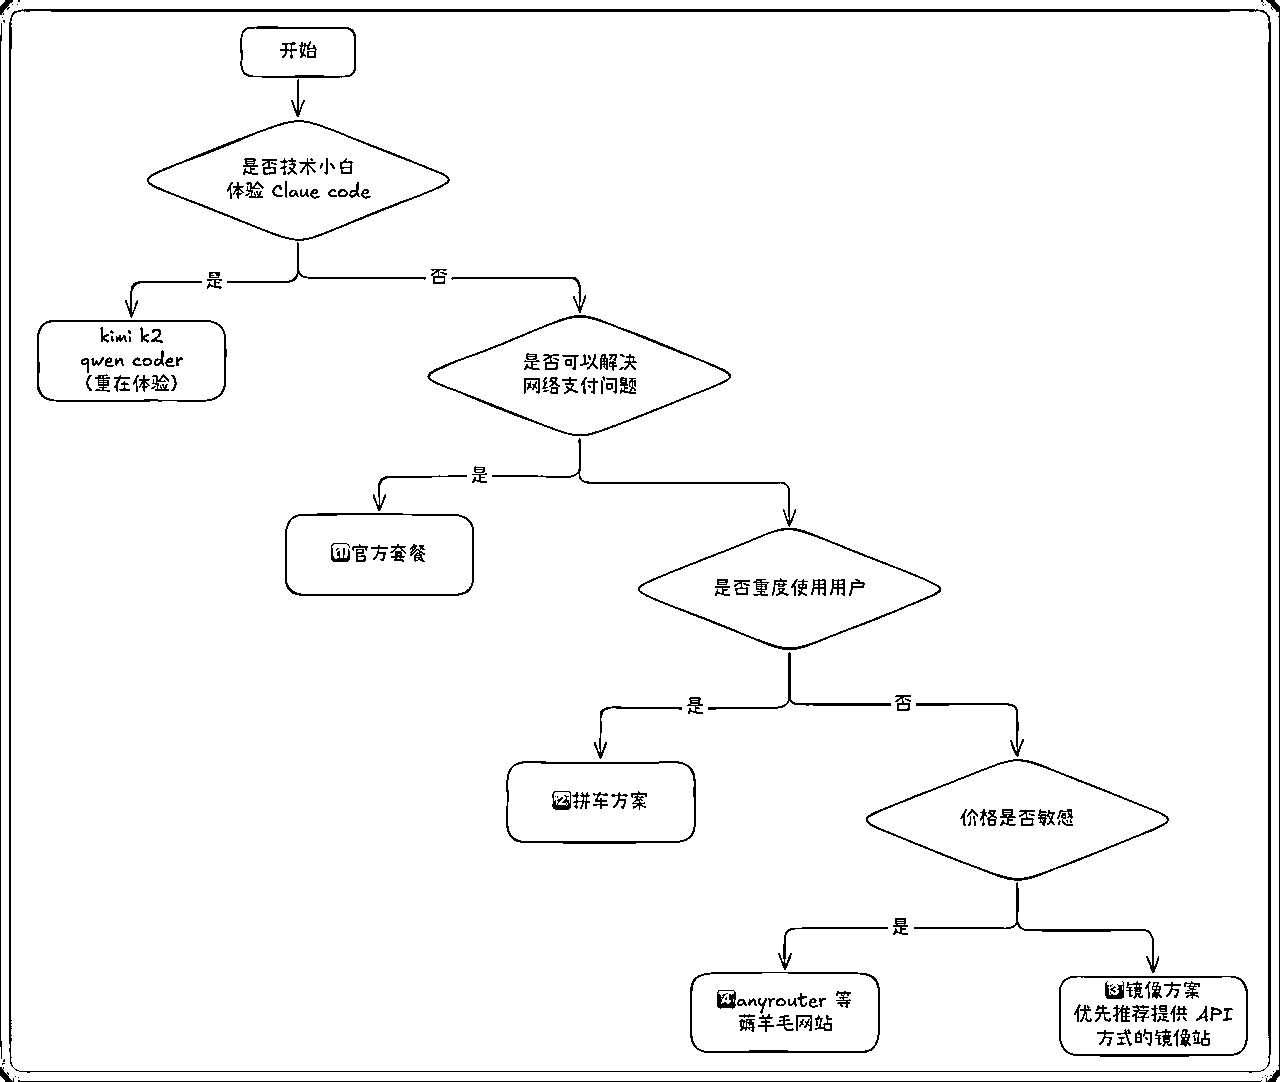 开始
是否技术小白
体验 Claue code
是
否
kimi k2
qwen coder
(重在体验)
是否可以解决
网络支付问题
是
1️⃣官方套餐
是否重度使用用户
是
否
2️⃣拼车方案
价格是否敏感
是
4️⃣anyrouter 等
薅羊毛网站
3️⃣镜像方案
优先推荐提供 API
方式的镜像站